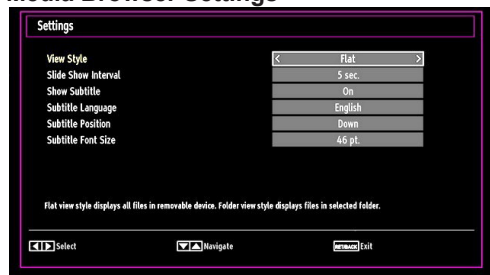 Media Browser Settings
Settings
View Style < Flat >
Slide Show Interval 5 sec.
Show Subtitle On
Subtitle Language English
Subtitle Position Down
Subtitle Font Size 46 pt.
Flat view style displays all files in removable device. Folder view style displays files in selected folder.
Select Navigate RET/BACK Exit